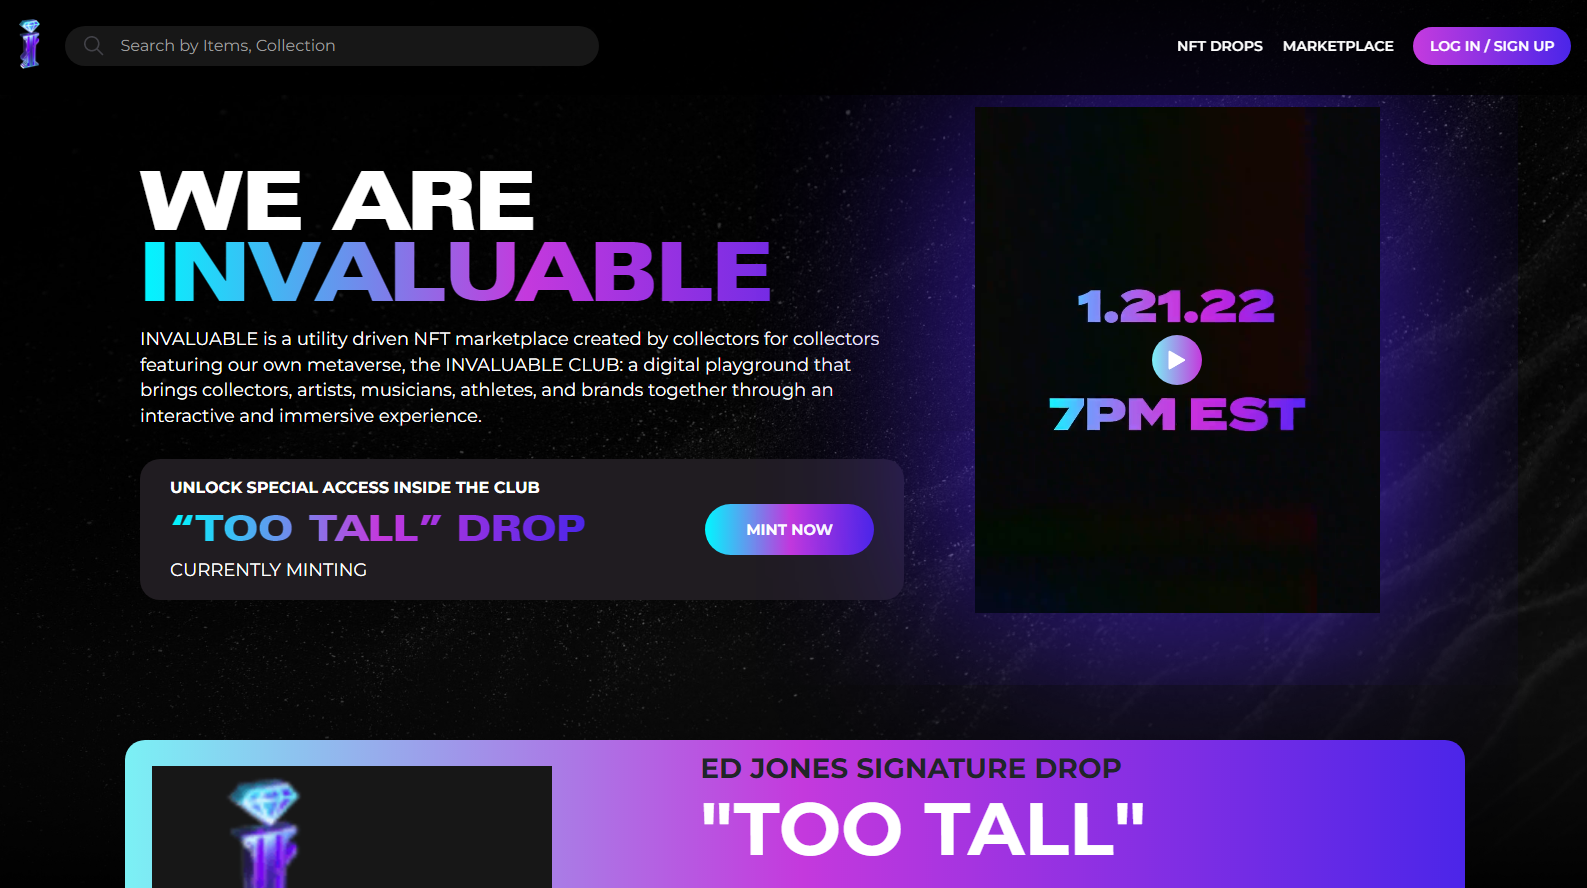 Search by Items, Collection
NFT DROPS
MARKETPLACE
LOG IN / SIGN UP
WE ARE
INVALUABLE
INVALUABLE is a utility driven NFT marketplace created by collectors for collectors
featuring our own metaverse, the INVALUABLE CLUB: a digital playground that
brings collectors, artists, musicians, athletes, and brands together through an
interactive and immersive experience.
UNLOCK SPECIAL ACCESS INSIDE THE CLUB
“TOO TALL” DROP
CURRENTLY MINTING
MINT NOW
1.21.22
7PM EST
ED JONES SIGNATURE DROP
"TOO TALL"